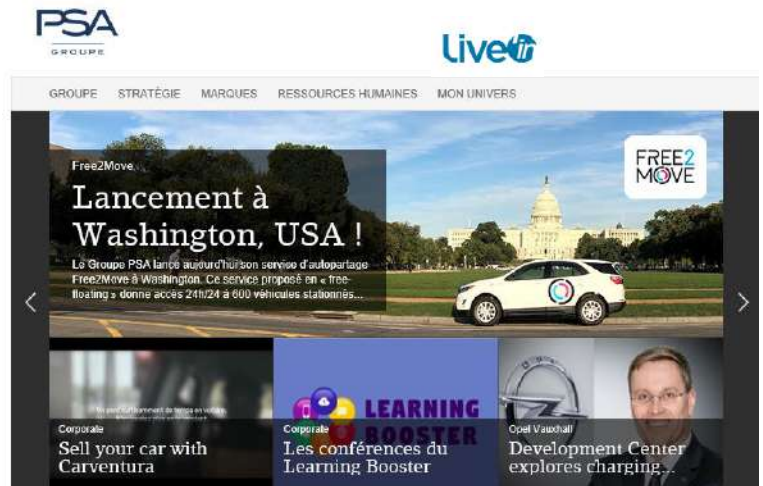 PSA
GROUPE
Live'in
GROUPE STRATÉGIE MARQUES RESSOURCES HUMAINES MON UNIVERS
Free2Move
FREE2
MOVE
Lancement à
Washington, USA !
Le Groupe PSA lance aujourd'hui son service d'autopartage
Free2Move à Washington. Ce service proposé en « free-
floating » donne accès 24h/24 à 600 véhicules stationnés...
Corporate
Sell your car with
Carventura
LEARNING
BOOSTER
Corporate
Les conférences du
Learning Booster
Opel Vauxhall
Development Center
explores charging...